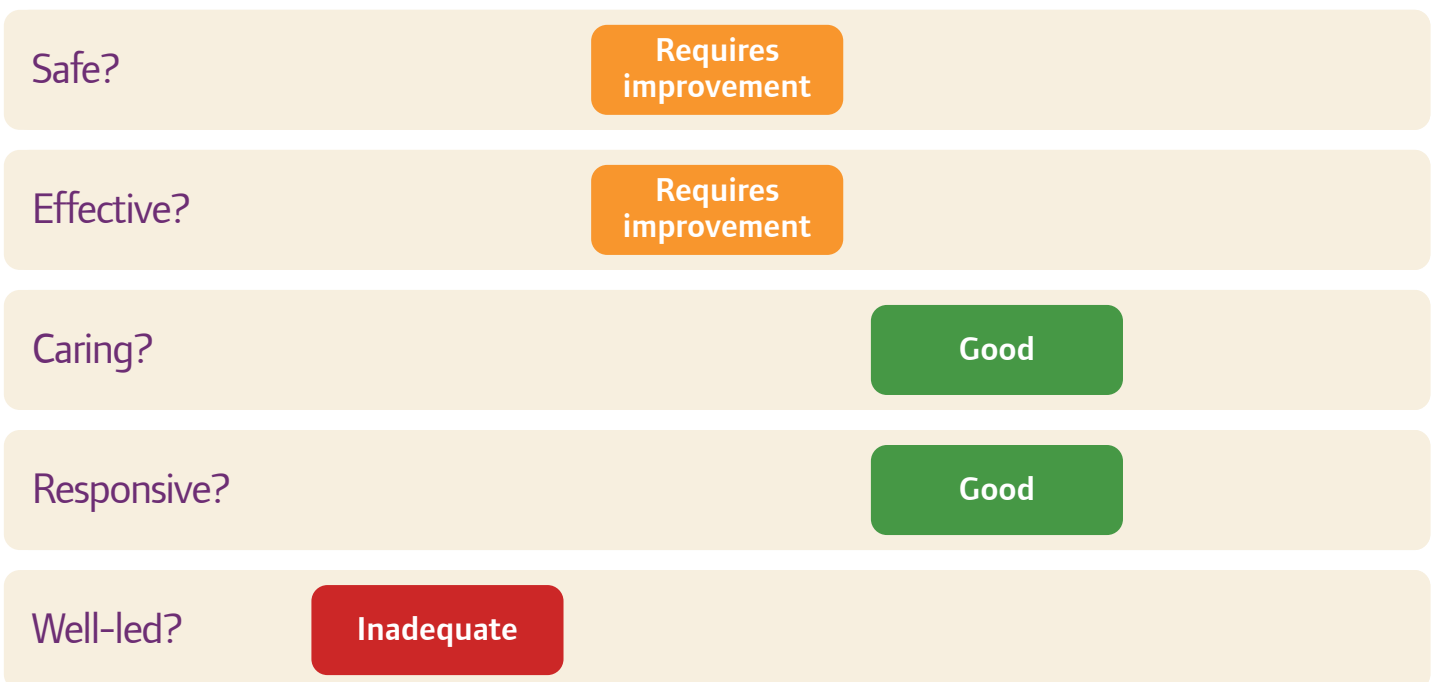 Safe?
Requires
improvement
Effective?
Requires
improvement
Caring?
Good
Responsive?
Good
Well-led?
Inadequate